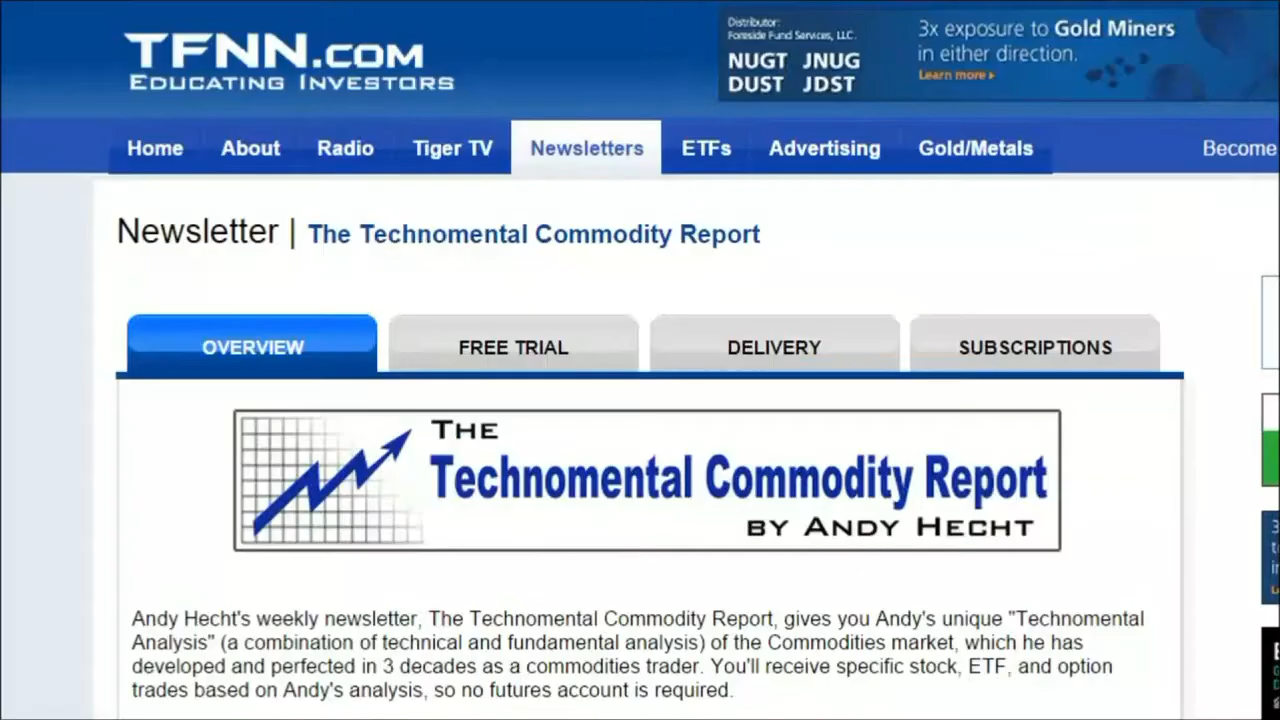 TFNN.COM
EDUCATING INVESTORS
Distributor:
Foreside Fund Services, LLC.
NUGT JNUG
DUST JDST
3x exposure to Gold Miners
in either direction.
Learn more
Home About Radio Tiger TV Newsletters ETFs Advertising Gold/Metals Become
Newsletter | The Technomental Commodity Report
OVERVIEW FREE TRIAL DELIVERY SUBSCRIPTIONS
THE
Technomental Commodity Report
BY ANDY HECHT
Andy Hecht's weekly newsletter, The Technomental Commodity Report, gives you Andy's unique "Technomental
Analysis" (a combination of technical and fundamental analysis) of the Commodities market, which he has
developed and perfected in 3 decades as a commodities trader. You'll receive specific stock, ETF, and option
trades based on Andy's analysis, so no futures account is required.